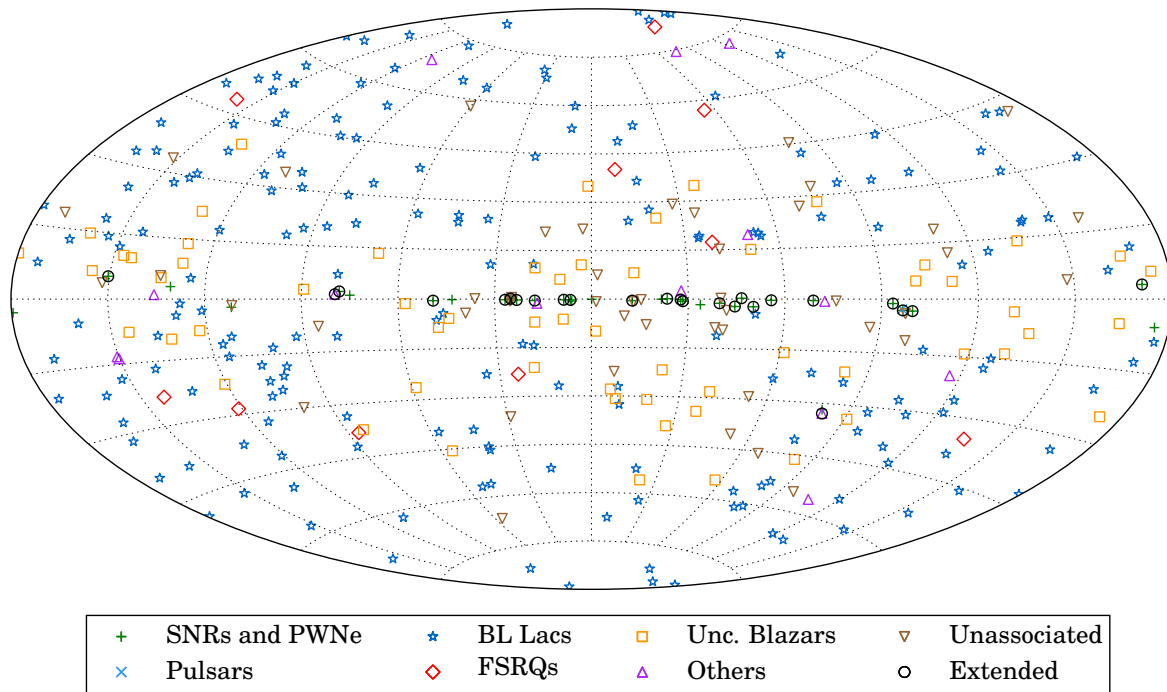 SNRs and PWNe BL Lacs Unc. Blazars Unassociated
Pulsars FSRQs Others Extended